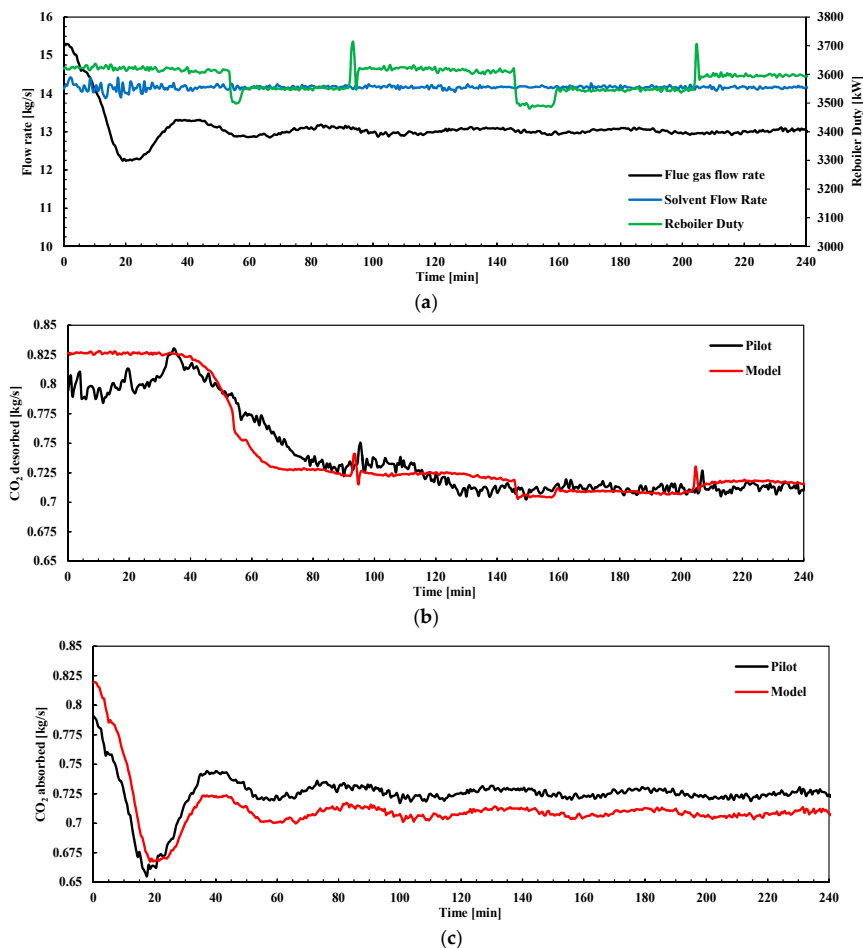 16
15
14
13
12
11
10
Flow rate [kg/s]
3800
3700
3600
3500
3400
3300
3200
3100
3000
Reboiler Duty [kW]
Flue gas flow rate
Solvent Flow Rate
Reboiler Duty
0 20 40 60 80 100 120 140 160 180 200 220 240
Time [min]
(a)
0.85
0.825
0.8
0.775
0.75
0.725
0.7
0.675
0.65
CO₂ desorbed [kg/s]
Pilot
Model
0 20 40 60 80 100 120 140 160 180 200 220 240
Time [min]
(b)
0.85
0.825
0.8
0.775
0.75
0.725
0.7
0.675
0.65
CO₂ absorbed [kg/s]
Pilot
Model
0 20 40 60 80 100 120 140 160 180 200 220 240
Time [min]
(c)